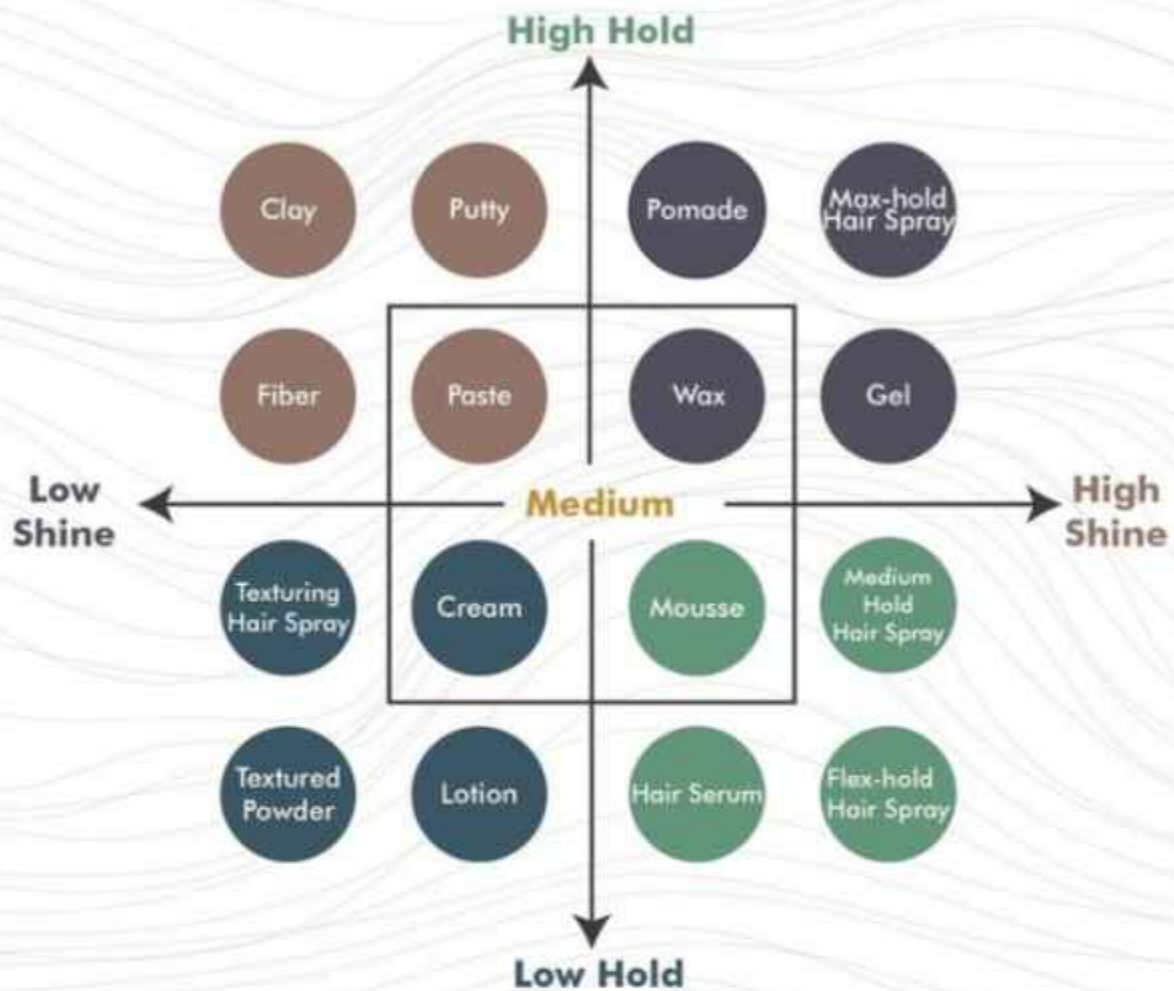 High Hold
Clay
Putty
Pomade
Max-hold
Hair Spray
Fiber
Paste
Wax
Gel
Low
Shine
Medium
High
Shine
Texturing
Hair Spray
Cream
Mousse
Medium
Hold
Hair Spray
Textured
Powder
Lotion
Hair Serum
Flex-hold
Hair Spray
Low Hold